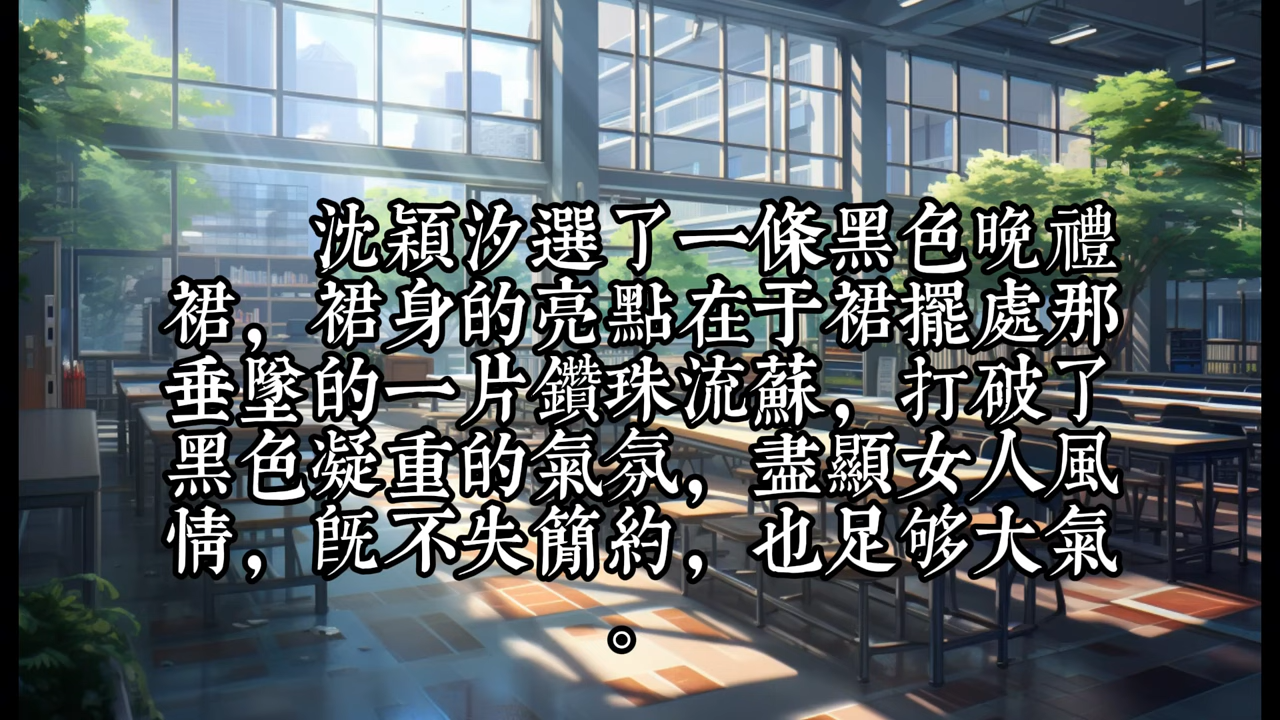 沈穎汐選了一條黑色晚禮
裙，裙身的亮點在于裙擺處那
垂墜的一片鑽珠流蘇，打破了
黑色凝重的氣氛，盡顯女人風
情，既不失簡約，也足够大氣
。